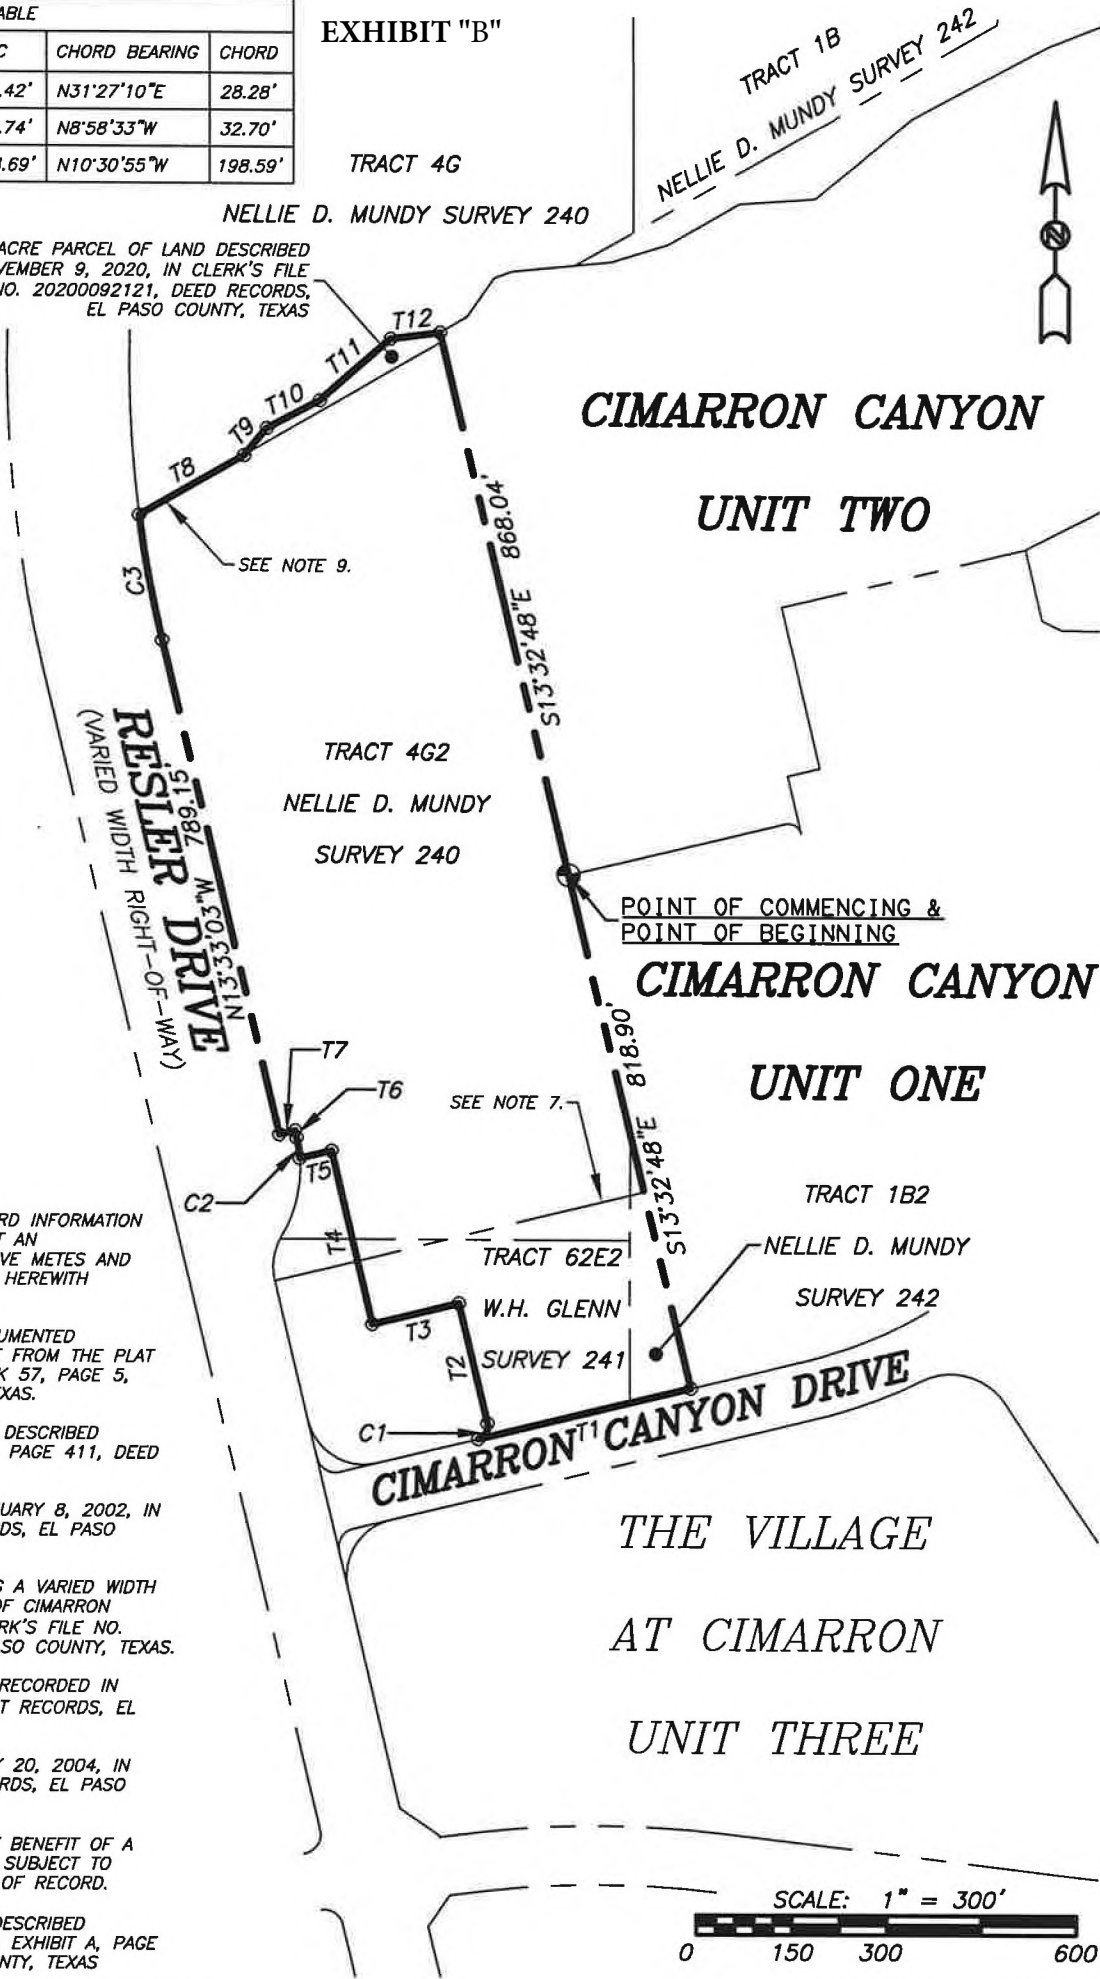 ABLE
EXHIBIT "B"
C CHORD BEARING CHORD
.42' N31°27'10"E 28.28'
.74' N8°58'33"W 32.70'
.69' N10°30'55"W 198.59'
TRACT 1B
NELLIE D. MUNDY SURVEY 242
TRACT 4G
NELLIE D. MUNDY SURVEY 240
ACRE PARCEL OF LAND DESCRIBED
VEMBER 9, 2020, IN CLERK'S FILE
NO. 20200092121, DEED RECORDS,
EL PASO COUNTY, TEXAS
N
T12
T11
T10
T9
T8
CIMARRON CANYON
UNIT TWO
SEE NOTE 9.
C3
S13°32'48"E 868.04'
RESLER DRIVE
(VARIED WIDTH RIGHT-OF-WAY)
N13°33'03"W 789.15'
TRACT 4G2
NELLIE D. MUNDY
SURVEY 240
POINT OF COMMENCING &
POINT OF BEGINNING
CIMARRON CANYON
UNIT ONE
S13°32'48"E 818.90'
T7
T6
SEE NOTE 7.
T5
C2
T4
TRACT 1B2
NELLIE D. MUNDY
SURVEY 242
TRACT 62E2
W.H. GLENN
SURVEY 241
T3
T2
C1
T1
CIMARRON CANYON DRIVE
RD INFORMATION
T AN
VE METES AND
HEREWITH
UMENTED
FROM THE PLAT
K 57, PAGE 5,
XAS.
DESCRIBED
PAGE 411, DEED
UARY 8, 2002, IN
DS, EL PASO
S A VARIED WIDTH
OF CIMARRON
ERK'S FILE NO.
SO COUNTY, TEXAS.
RECORDED IN
T RECORDS, EL
Y 20, 2004, IN
RDS, EL PASO
BENEFIT OF A
SUBJECT TO
OF RECORD.
DESCRIBED
EXHIBIT A, PAGE
NTY, TEXAS
THE VILLAGE
AT CIMARRON
UNIT THREE
SCALE: 1" = 300'
0 150 300 600